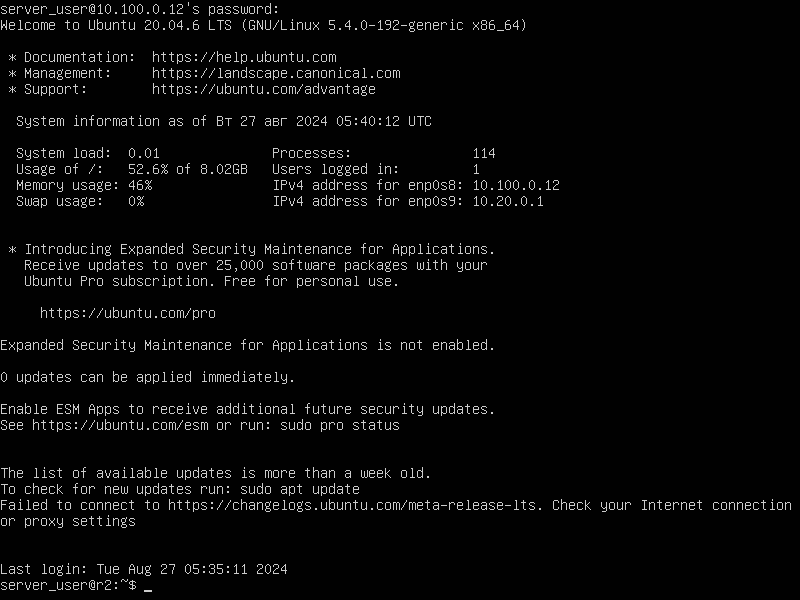 server_user@10.100.0.12's password:
Welcome to Ubuntu 20.04.6 LTS (GNU/Linux 5.4.0-192-generic x86_64)

 * Documentation:  https://help.ubuntu.com
 * Management:     https://landscape.canonical.com
 * Support:        https://ubuntu.com/advantage

  System information as of Вт 27 авг 2024 05:40:12 UTC

  System load:  0.01              Processes:               114
  Usage of /:   52.6% of 8.02GB   Users logged in:         1
  Memory usage: 46%               IPv4 address for enp0s8: 10.100.0.12
  Swap usage:   0%                IPv4 address for enp0s9: 10.20.0.1


 * Introducing Expanded Security Maintenance for Applications.
   Receive updates to over 25,000 software packages with your
   Ubuntu Pro subscription. Free for personal use.

     https://ubuntu.com/pro

Expanded Security Maintenance for Applications is not enabled.

0 updates can be applied immediately.

Enable ESM Apps to receive additional future security updates.
See https://ubuntu.com/esm or run: sudo pro status


The list of available updates is more than a week old.
To check for new updates run: sudo apt update
Failed to connect to https://changelogs.ubuntu.com/meta-release-lts. Check your Internet connection
or proxy settings


Last login: Tue Aug 27 05:35:11 2024
server_user@r2:~$ _